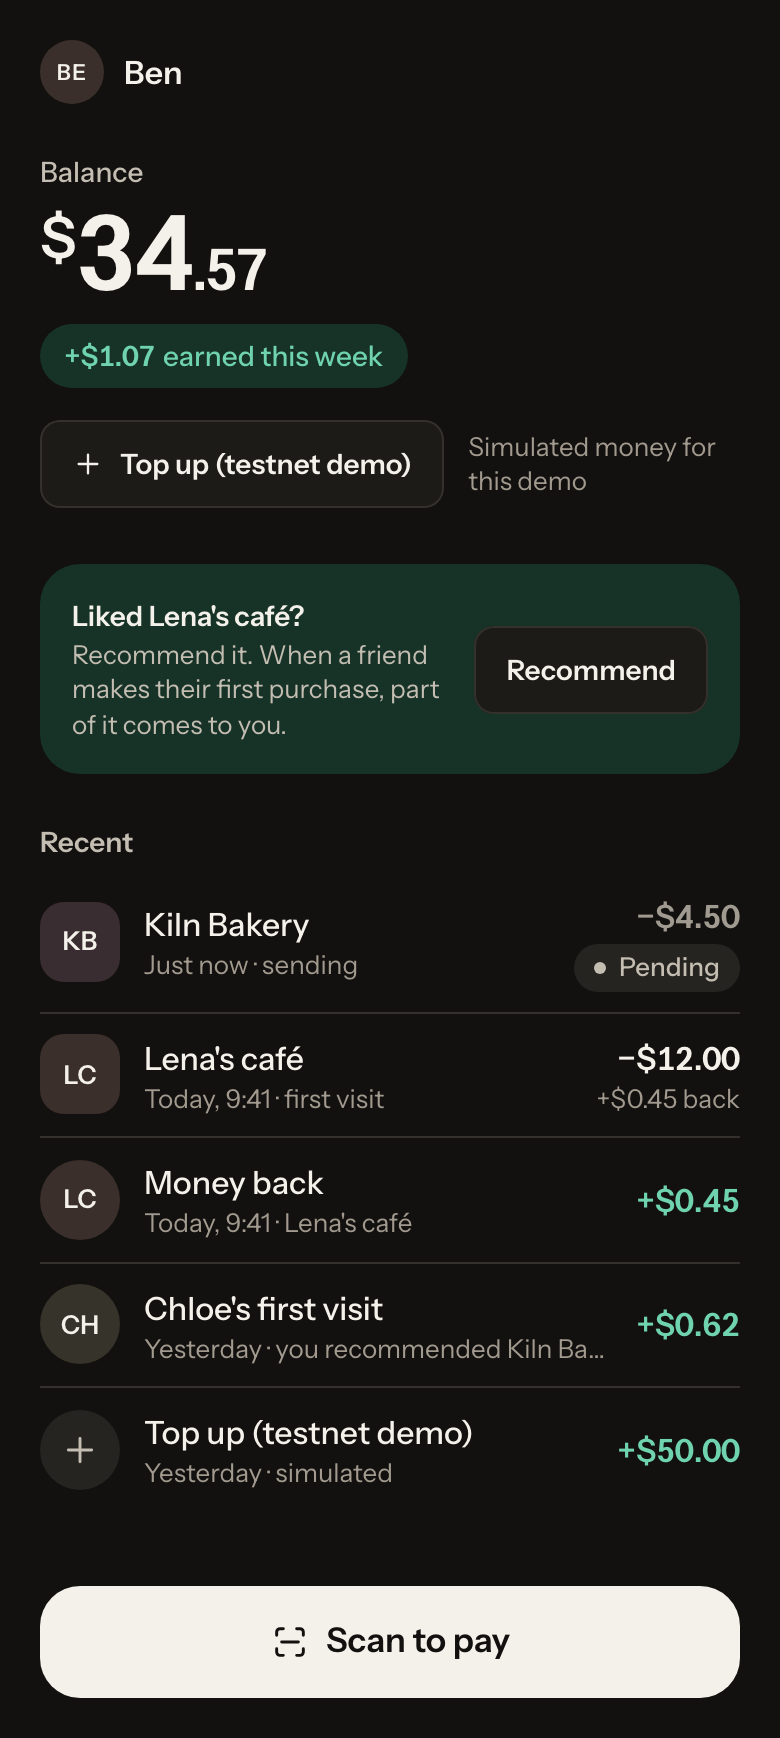 BE
Ben
Balance
$34.57
+$1.07 earned this week
Top up (testnet demo)
Simulated money for
this demo
Liked Lena's café?
Recommend it. When a friend
makes their first purchase, part
of it comes to you.
Recommend
Recent
KB
Kiln Bakery
−$4.50
Just now · sending
Pending
LC
Lena's café
−$12.00
Today, 9:41 · first visit
+$0.45 back
LC
Money back
+$0.45
Today, 9:41 · Lena's café
CH
Chloe's first visit
+$0.62
Yesterday · you recommended Kiln Ba...
Top up (testnet demo)
+$50.00
Yesterday · simulated
Scan to pay